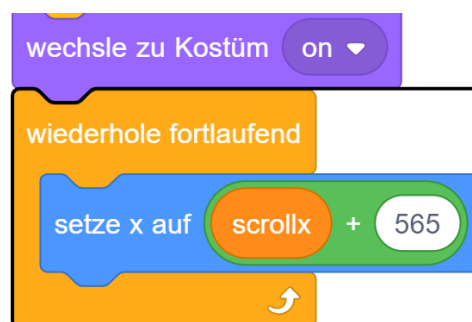 wechsle zu Kostüm on
wiederhole fortlaufend
setze x auf scrollx + 565